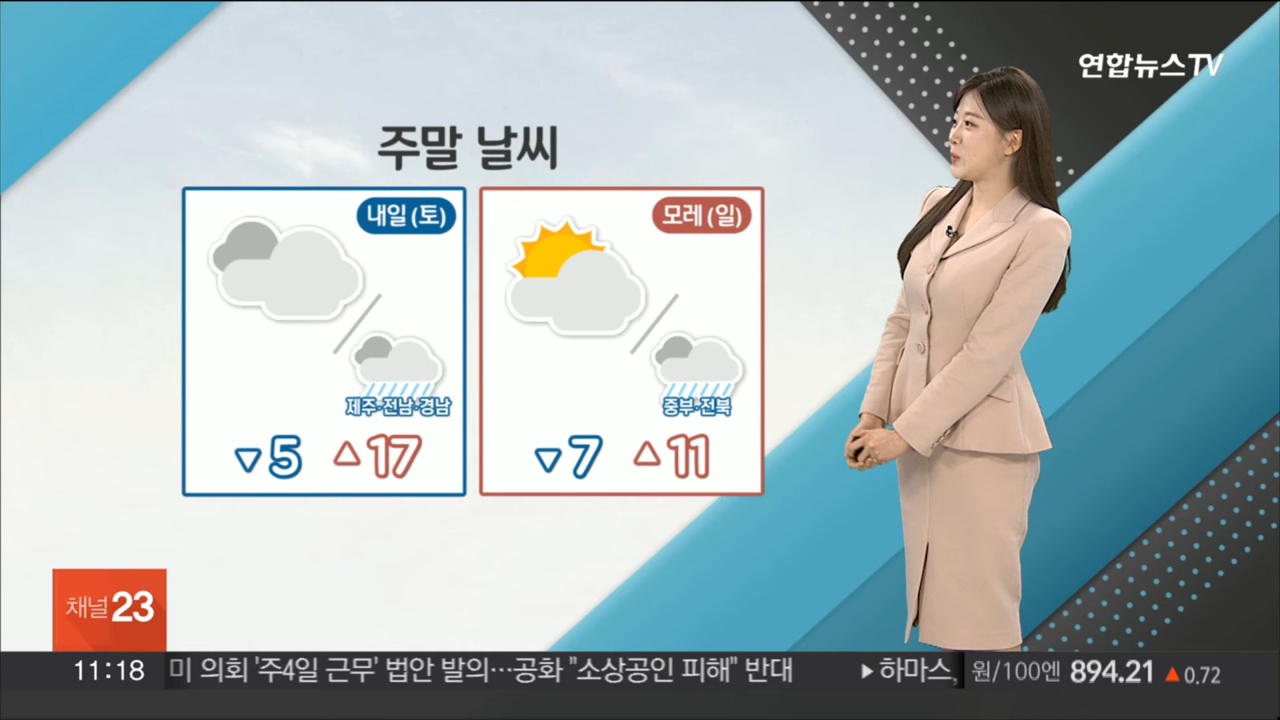 연합뉴스TV
주말 날씨
내일 (토)
제주·전남·경남
▽5 △17
모레 (일)
중부·전북
▽7 △11
채널 23
11:18 미 의회 '주4일 근무' 법안 발의…공화 "소상공인 피해" 반대 ▶하마스, 원/100엔 894.21 ▲0.72